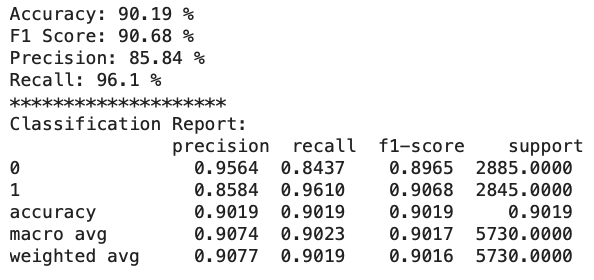 Accuracy: 90.19 %
F1 Score: 90.68 %
Precision: 85.84 %
Recall: 96.1 %
********************
Classification Report:
precision recall f1-score support
0 0.9564 0.8437 0.8965 2885.0000
1 0.8584 0.9610 0.9068 2845.0000
accuracy 0.9019 0.9019 0.9019 0.9019
macro avg 0.9074 0.9023 0.9017 5730.0000
weighted avg 0.9077 0.9019 0.9016 5730.0000